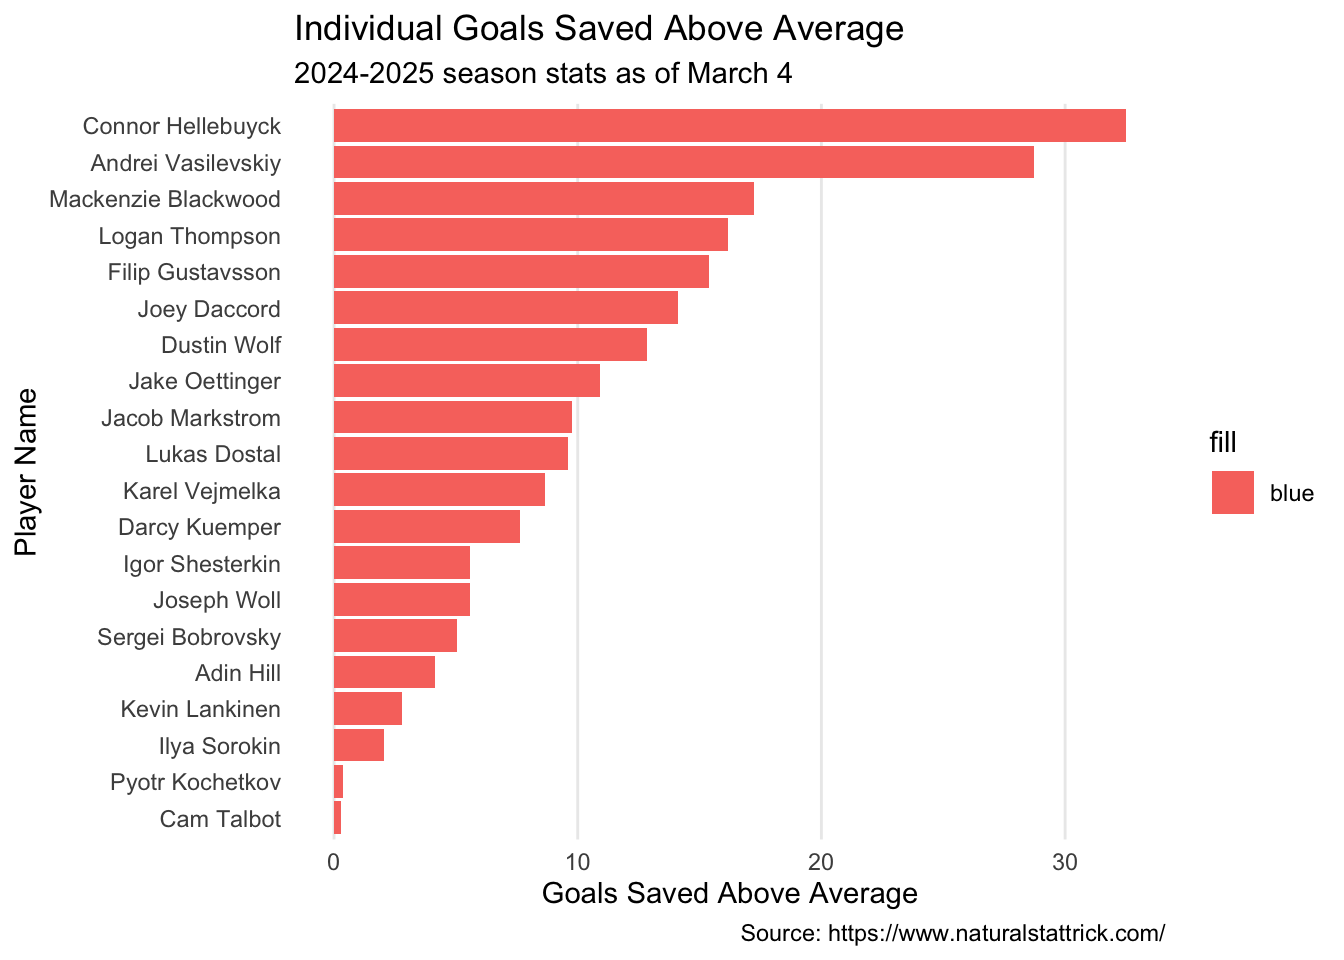 Individual Goals Saved Above Average
2024-2025 season stats as of March 4
Player Name
Connor Hellebuyck
Andrei Vasilevskiy
Mackenzie Blackwood
Logan Thompson
Filip Gustavsson
Joey Daccord
Dustin Wolf
Jake Oettinger
Jacob Markstrom
Lukas Dostal
Karel Vejmelka
Darcy Kuemper
Igor Shesterkin
Joseph Woll
Sergei Bobrovsky
Adin Hill
Kevin Lankinen
Ilya Sorokin
Pyotr Kochetkov
Cam Talbot
0 10 20 30
Goals Saved Above Average
fill
blue
Source: https://www.naturalstattrick.com/